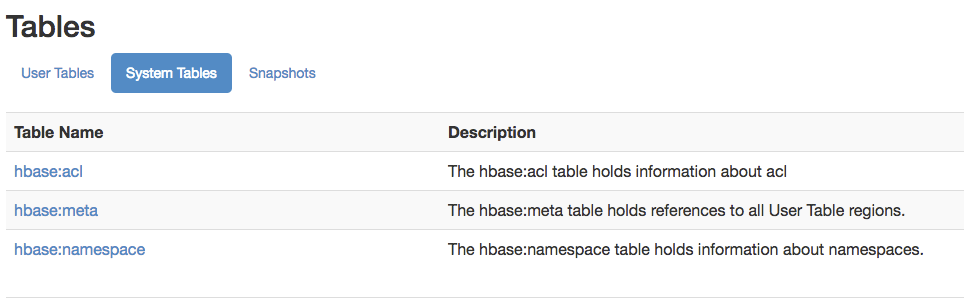 Tables
User Tables System Tables Snapshots
Table Name Description
hbase:acl The hbase:acl table holds information about acl
hbase:meta The hbase:meta table holds references to all User Table regions.
hbase:namespace The hbase:namespace table holds information about namespaces.